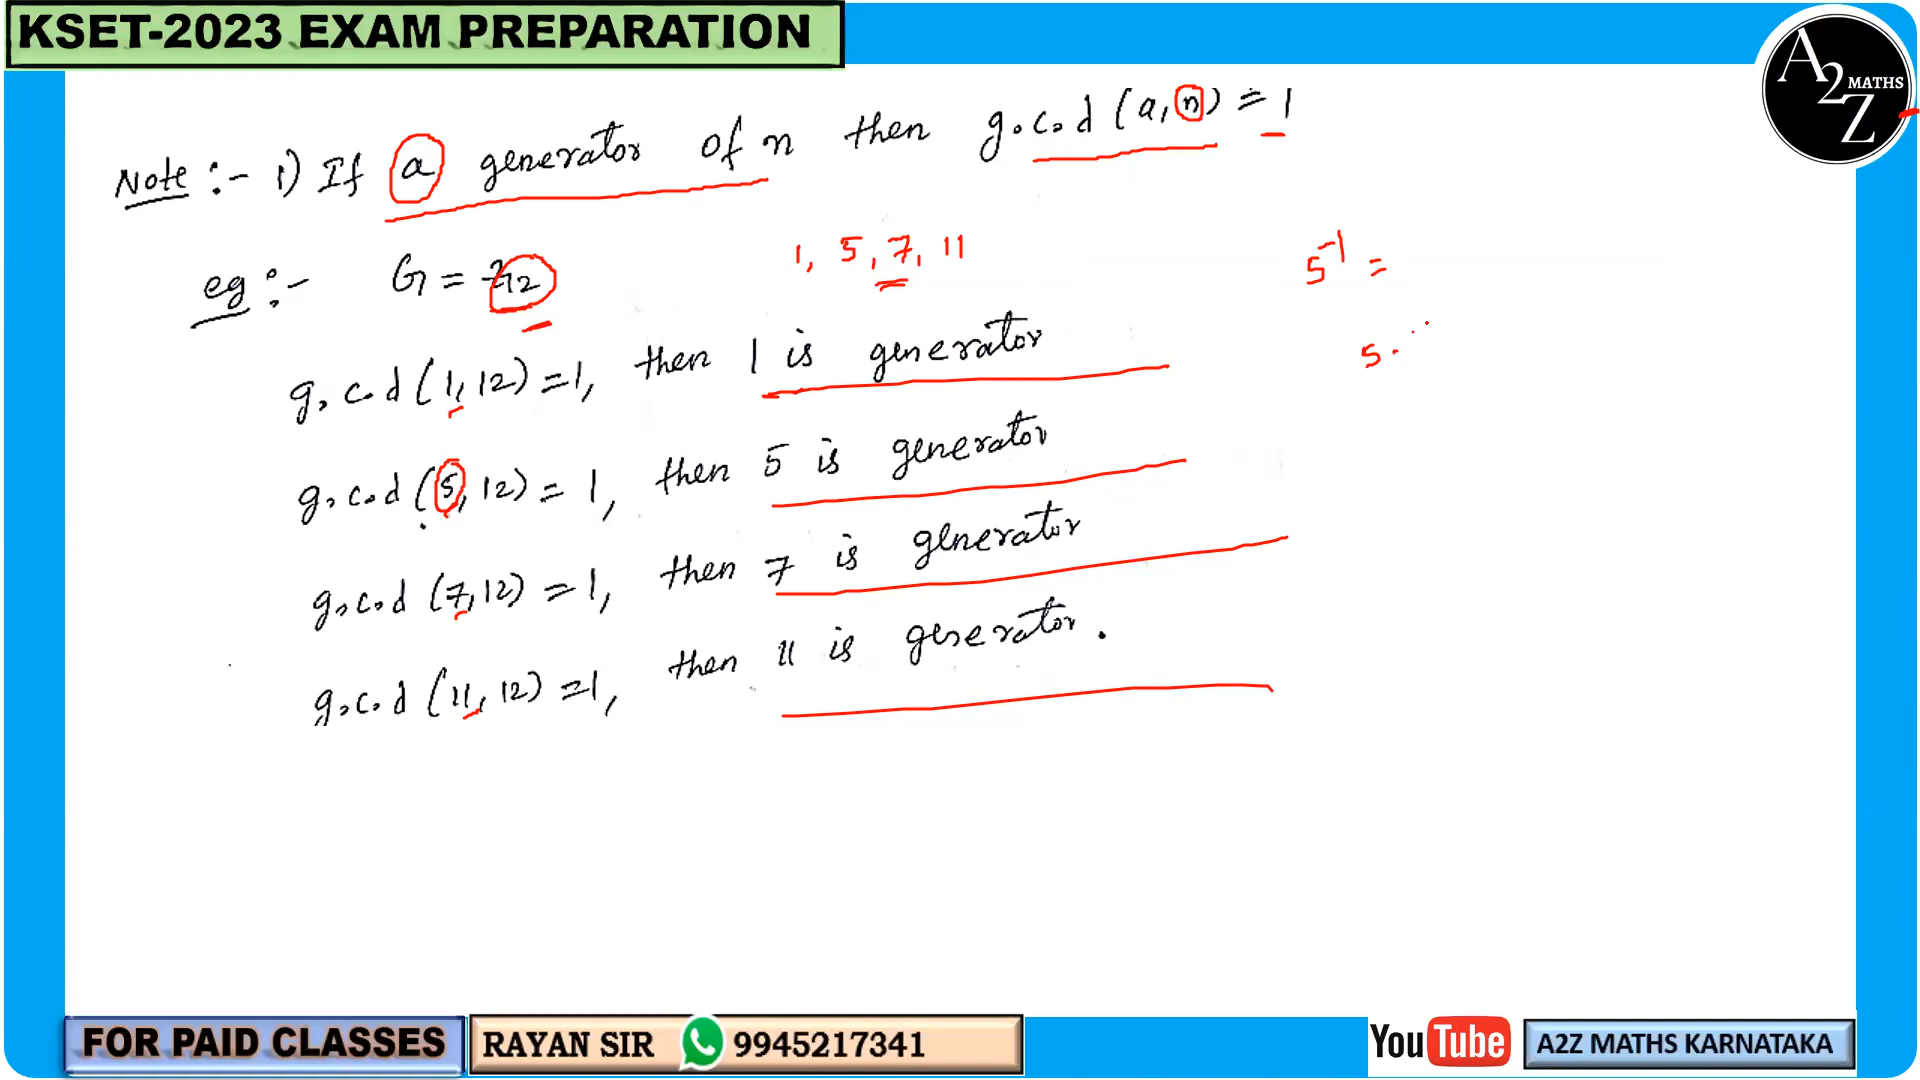 KSET-2023 EXAM PREPARATION
A2Z MATHS
Note :- 1) If a generator of n then g.c.d (a, n) = 1
1, 5, 7, 11
5⁻¹ =
eg :- G = Z12
5.
g.c.d (1, 12) = 1, then 1 is generator
g.c.d (5, 12) = 1, then 5 is generator
g.c.d (7, 12) = 1, then 7 is generator
g.c.d (11, 12) = 1, then 11 is generator.
FOR PAID CLASSES
RAYAN SIR 9945217341
YouTube
A2Z MATHS KARNATAKA